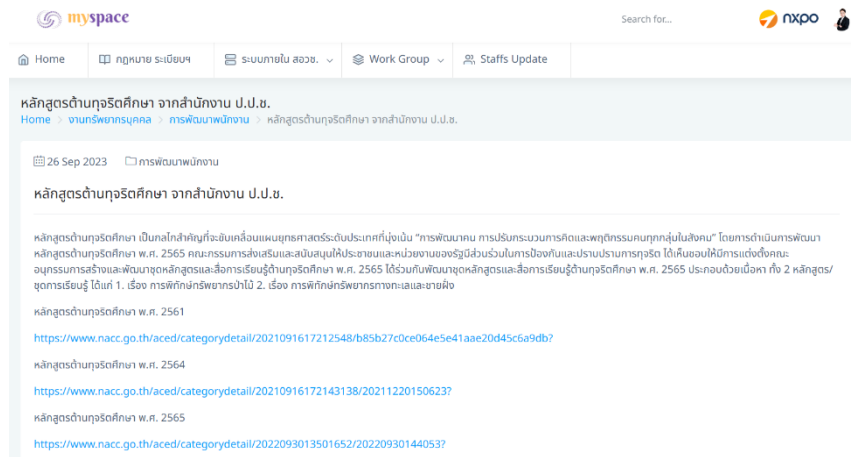 myspace
Search for...
nxpo
Home
กฎหมาย ระเบียบฯ
ระบบภายใน สอวช.
Work Group
Staffs Update
หลักสูตรต้านทุจริตศึกษา จากสำนักงาน ป.ป.ช.
Home > งานทรัพยากรบุคคล > การพัฒนาพนักงาน > หลักสูตรต้านทุจริตศึกษา จากสำนักงาน ป.ป.ช.
26 Sep 2023 การพัฒนาพนักงาน
หลักสูตรต้านทุจริตศึกษา จากสำนักงาน ป.ป.ช.
หลักสูตรต้านทุจริตศึกษา เป็นกลไกสำคัญที่จะขับเคลื่อนแผนยุทธศาสตร์ระดับประเทศที่มุ่งเน้น "การพัฒนาคน การปรับกระบวนการคิดและพฤติกรรมคนทุกกลุ่มในสังคม" โดยการดำเนินการพัฒนา
หลักสูตรต้านทุจริตศึกษา พ.ศ. 2565 คณะกรรมการส่งเสริมและสนับสนุนให้ประชาชนและหน่วยงานของรัฐมีส่วนร่วมในการป้องกันและปราบปรามการทุจริต ได้เห็นชอบให้มีการแต่งตั้งคณะ
อนุกรรมการสร้างและพัฒนาชุดหลักสูตรและสื่อการเรียนรู้ต้านทุจริตศึกษา พ.ศ. 2565 ได้ร่วมกับพัฒนาชุดหลักสูตรและสื่อการเรียนรู้ต้านทุจริตศึกษา พ.ศ. 2565 ประกอบด้วยเนื้อหา ทั้ง 2 หลักสูตร/
ชุดการเรียนรู้ ได้แก่ 1. เรื่อง การพิทักษ์ทรัพยากรป่าไม้ 2. เรื่อง การพิทักษ์ทรัพยากรทางทะเลและชายฝั่ง
หลักสูตรต้านทุจริตศึกษา พ.ศ. 2561
https://www.nacc.go.th/aced/categorydetail/2021091617212548/b85b27c0ce064e5e41aae20d45c6a9db?
หลักสูตรต้านทุจริตศึกษา พ.ศ. 2564
https://www.nacc.go.th/aced/categorydetail/20210916172143138/20211220150623?
หลักสูตรต้านทุจริตศึกษา พ.ศ. 2565
https://www.nacc.go.th/aced/categorydetail/2022093013501652/20220930144053?